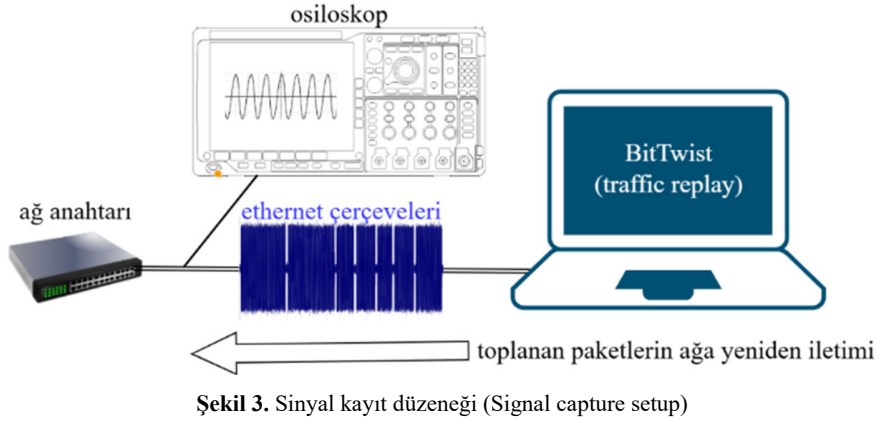 osiloskop
BitTwist
(traffic replay)
ağ anahtarı
ethernet çerçeveleri
toplanan paketlerin ağa yeniden iletimi
Şekil 3. Sinyal kayıt düzeneği (Signal capture setup)